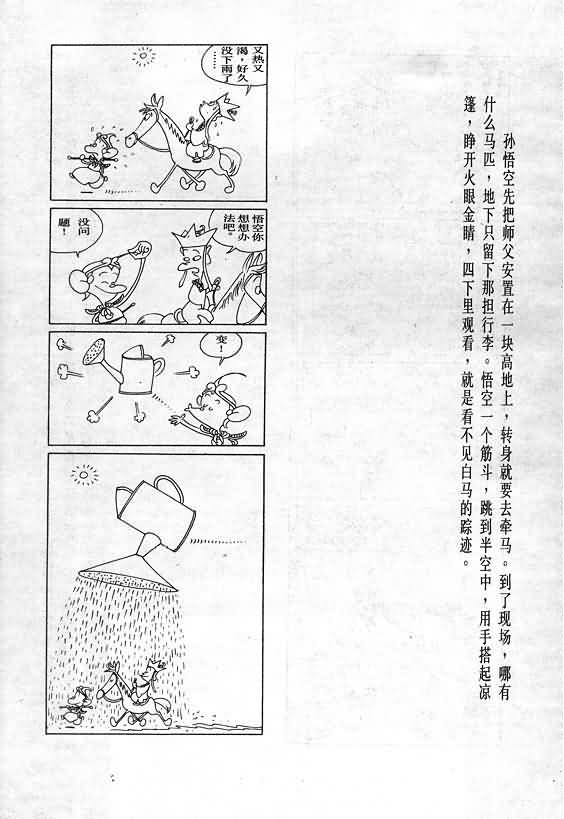 孙悟空先把师父安置在一块高地上，转身就要去牵马。到了现场，哪有
什么马匹，地下只留下那担行李。悟空一个筋斗，跳到半空中，用手搭起凉
篷，睁开火眼金睛，四下里观看，就是看不见白马的踪迹。
又热又
渴，好久
没下雨了
……
悟空你
想想办
法吧。
没问
题！
变！